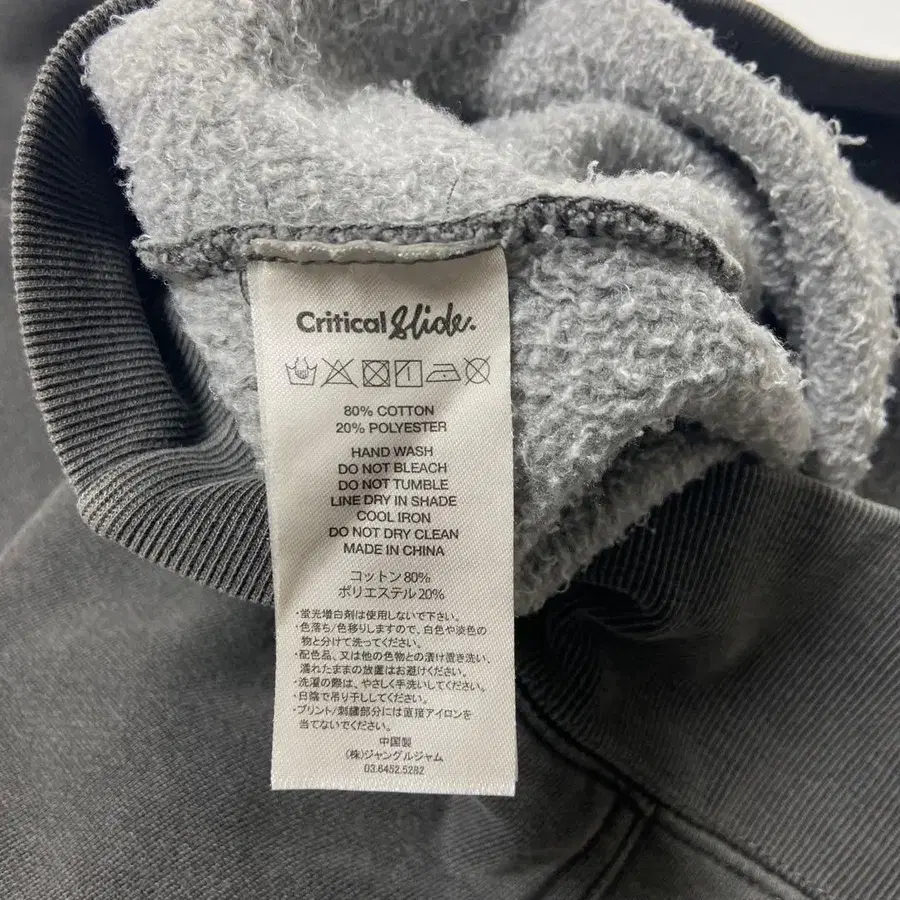 Critical Slide.
80% COTTON
20% POLYESTER
HAND WASH
DO NOT BLEACH
DO NOT TUMBLE
LINE DRY IN SHADE
COOL IRON
DO NOT DRY CLEAN
MADE IN CHINA
コットン80%
ポリエステル20%
・蛍光増白剤は使用しないで下さい。
・色落ち/色移りしますので、白色や淡色の
物と分けて洗ってください。
・配色品、又は他の色物との漬け置き洗い、
濡れたままの放置はお避けください。
・洗濯の際は、やさしく手洗いしてください。
・日陰で吊り干ししてください。
・プリント/刺繍部分には直接アイロンを
当てないでください。
中国製
(株)ジャングルジャム
03.6452.5282